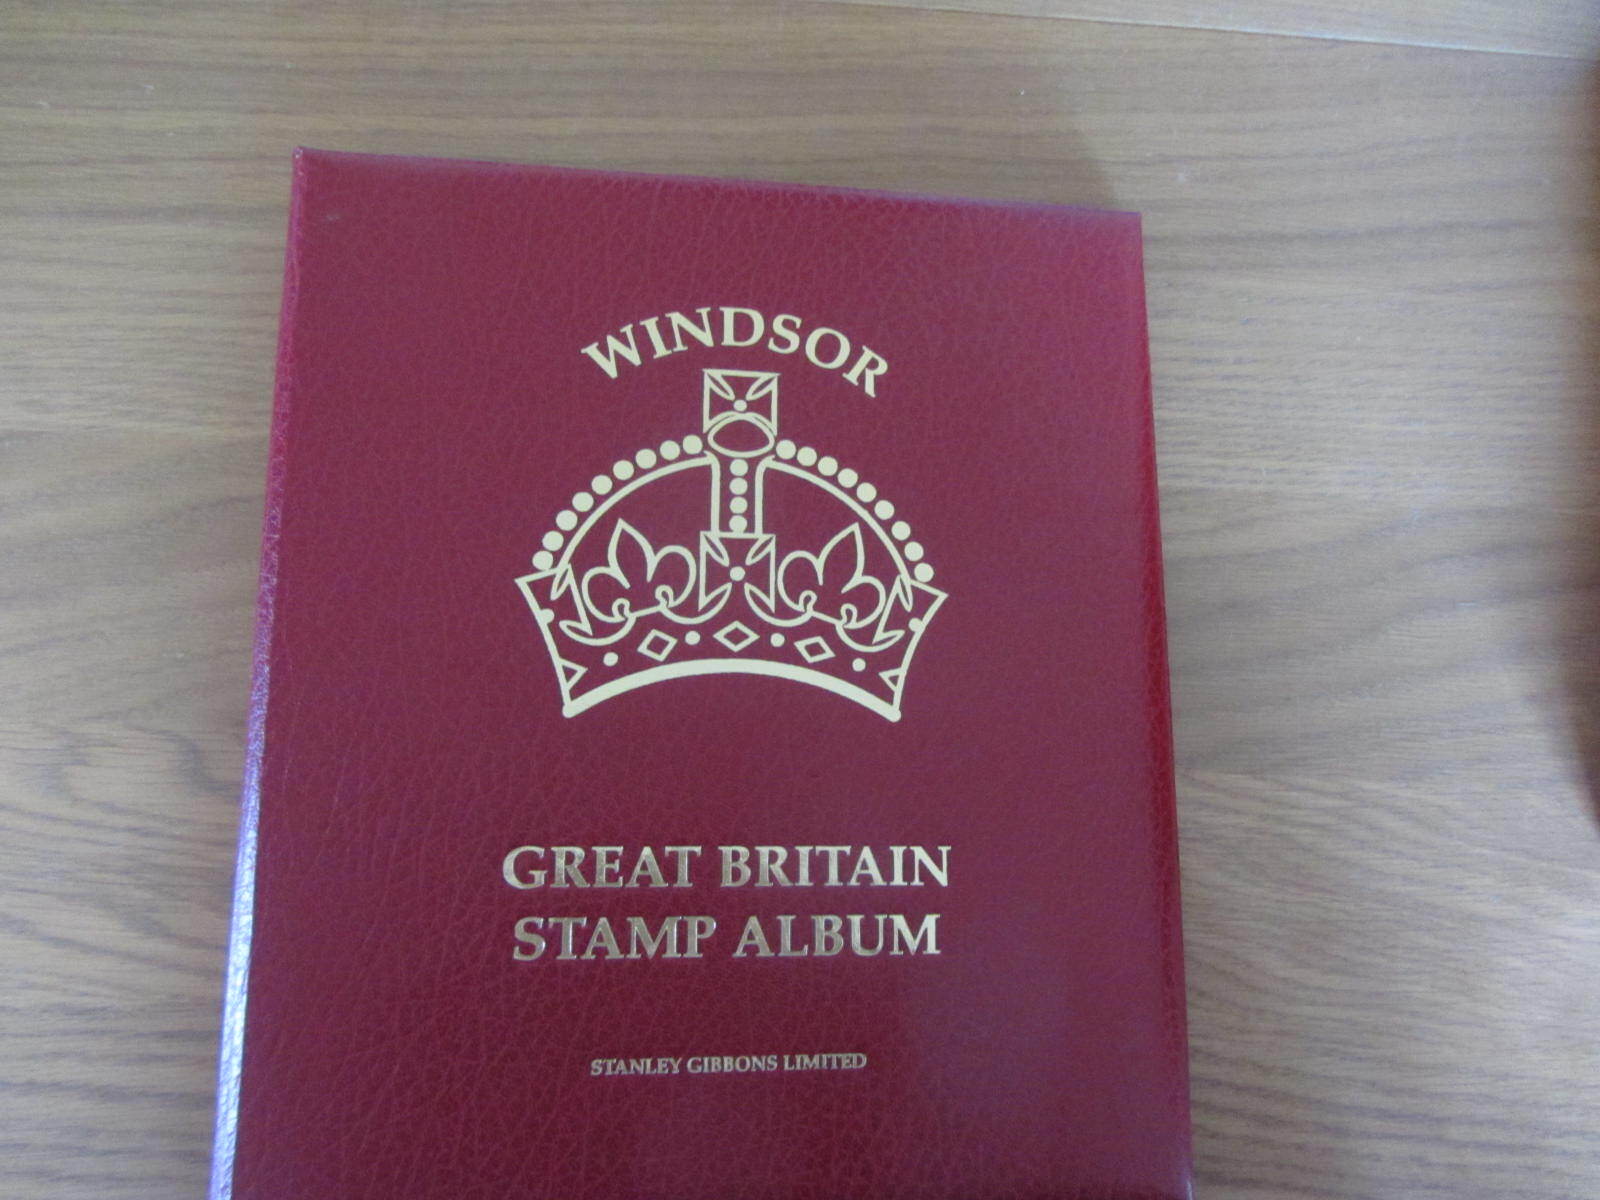 WINDSOR
GREAT BRITAIN
STAMP ALBUM
STANLEY GIBBONS LIMITED